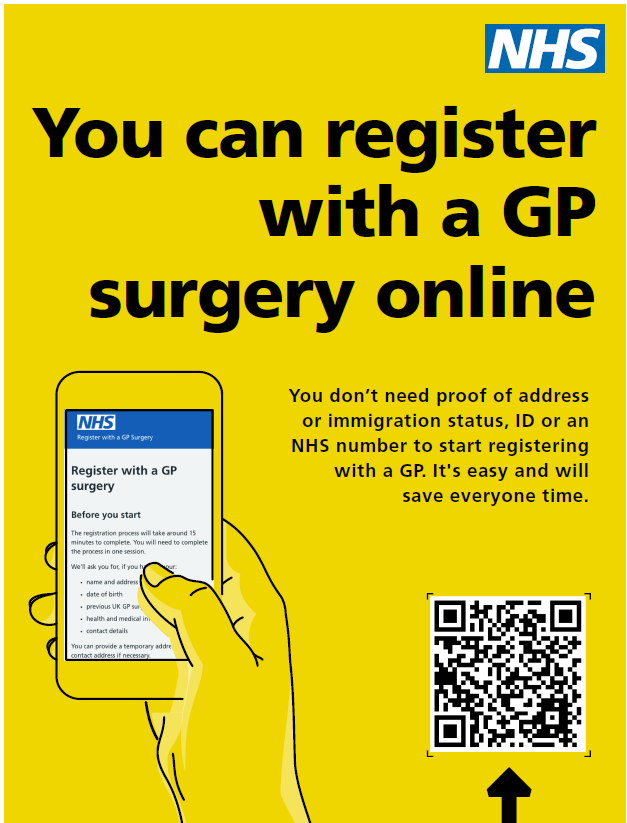 NHS
You can register
with a GP
surgery online
You don’t need proof of address
or immigration status, ID or an
NHS number to start registering
with a GP. It's easy and will
save everyone time.
NHS
Register with a GP Surgery
Register with a GP
surgery
Before you start
The registration process will take around 15
minutes to complete. You will need to complete
the process in one session.
We'll ask you for, if you
• name and address
• date of birth
• previous UK GP
• health and medical
• contact details
You can provide a temporary
contact address if necessary.